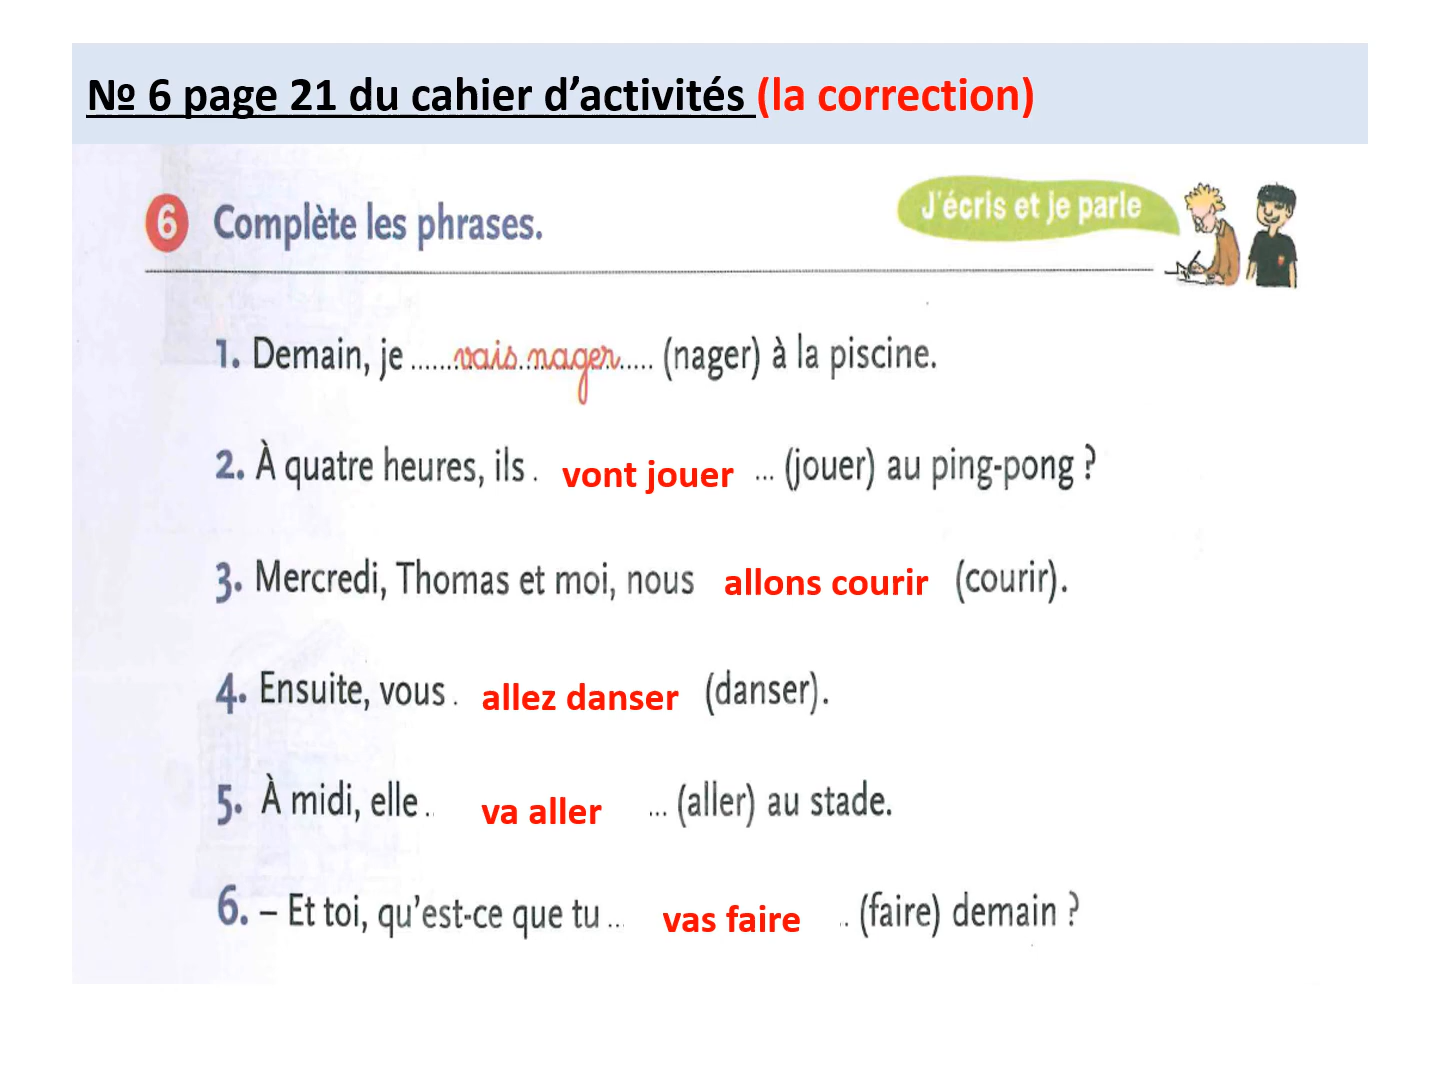 № 6 page 21 du cahier d’activités (la correction)
6 Complète les phrases.
J'écris et je parle
1. Demain, je ......vais nager..... (nager) à la piscine.
2. À quatre heures, ils . vont jouer ... (jouer) au ping-pong ?
3. Mercredi, Thomas et moi, nous allons courir (courir).
4. Ensuite, vous . allez danser (danser).
5. À midi, elle .. va aller ... (aller) au stade.
6. – Et toi, qu'est-ce que tu ... vas faire .. (faire) demain ?